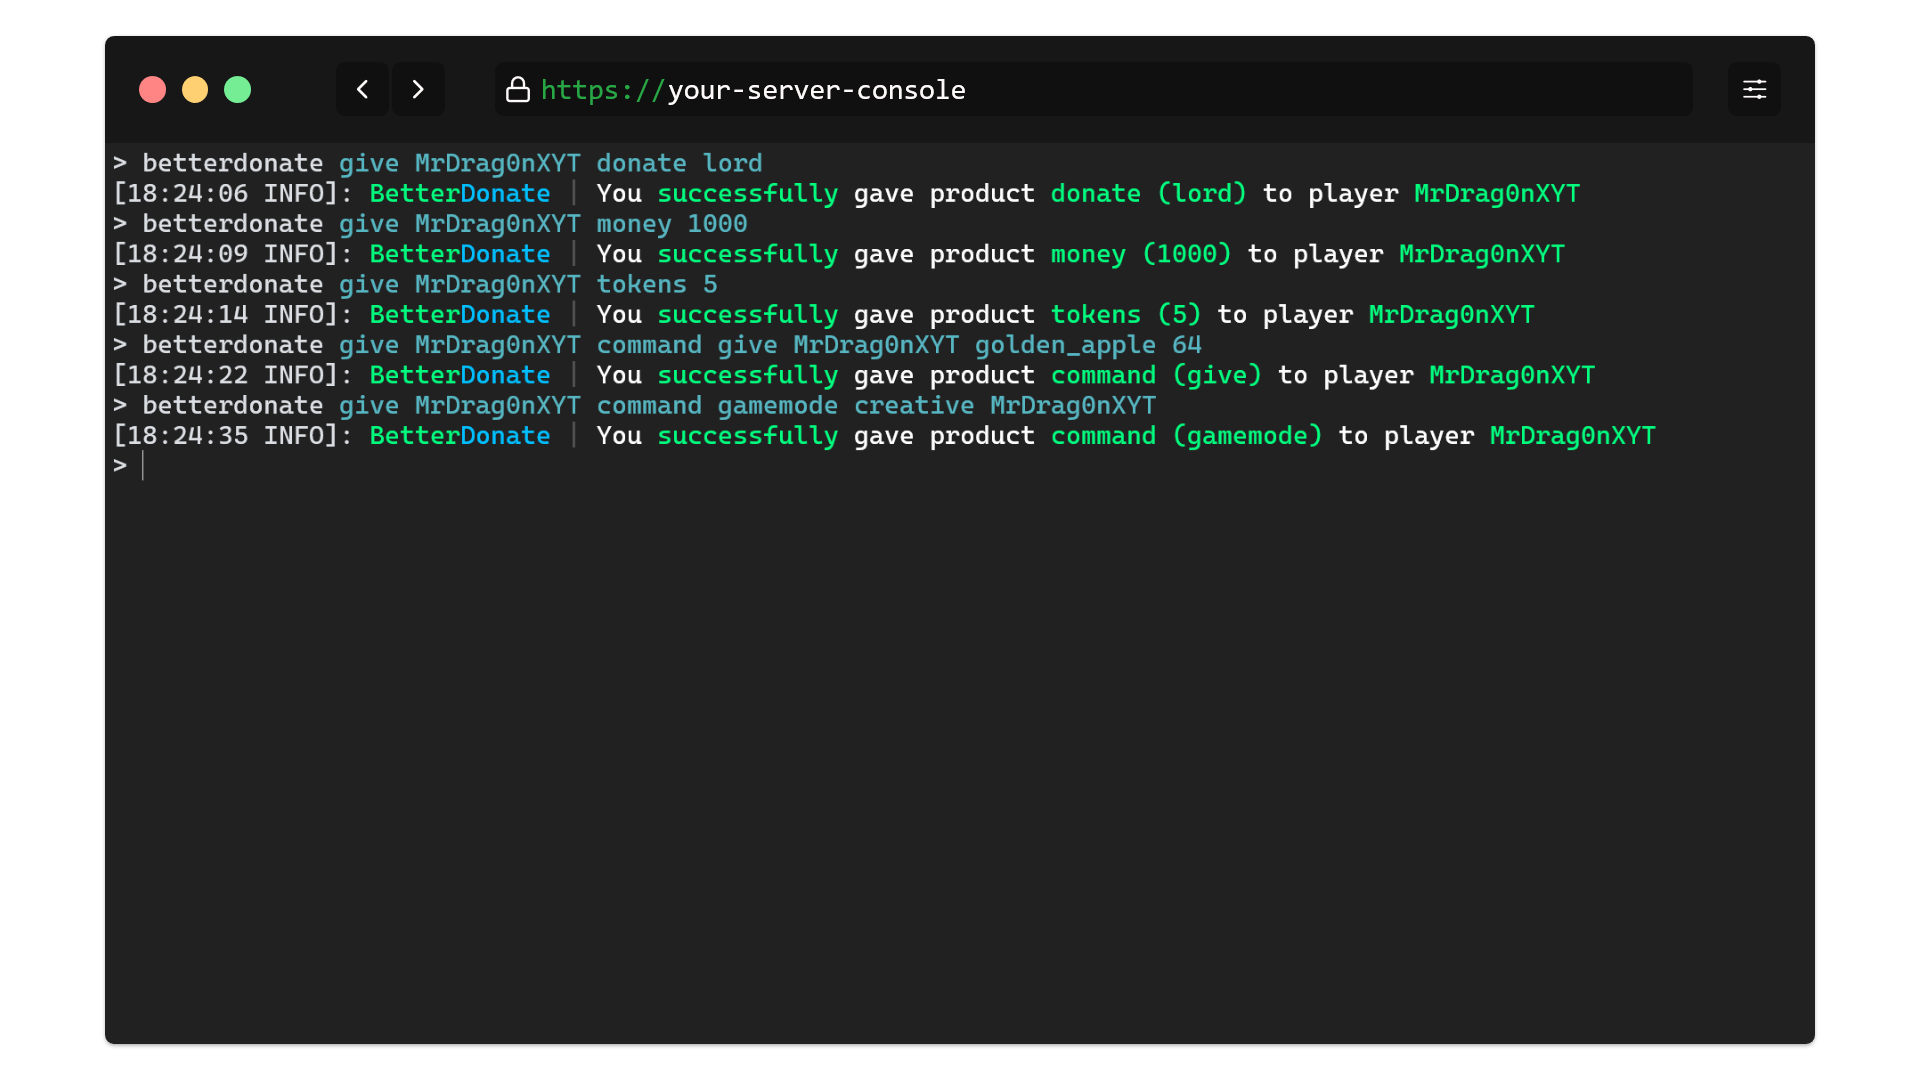 https://your-server-console
> betterdonate give MrDrag0nXYT donate lord
[18:24:06 INFO]: BetterDonate | You successfully gave product donate (lord) to player MrDrag0nXYT
> betterdonate give MrDrag0nXYT money 1000
[18:24:09 INFO]: BetterDonate | You successfully gave product money (1000) to player MrDrag0nXYT
> betterdonate give MrDrag0nXYT tokens 5
[18:24:14 INFO]: BetterDonate | You successfully gave product tokens (5) to player MrDrag0nXYT
> betterdonate give MrDrag0nXYT command give MrDrag0nXYT golden_apple 64
[18:24:22 INFO]: BetterDonate | You successfully gave product command (give) to player MrDrag0nXYT
> betterdonate give MrDrag0nXYT command gamemode creative MrDrag0nXYT
[18:24:35 INFO]: BetterDonate | You successfully gave product command (gamemode) to player MrDrag0nXYT
>